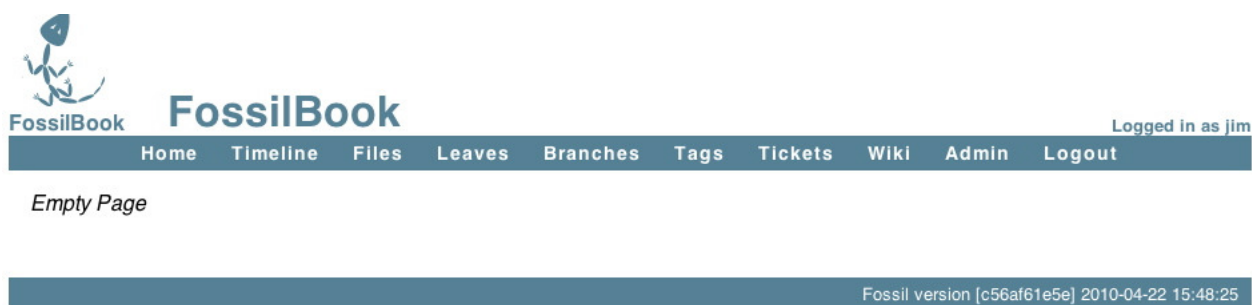 FossilBook
FossilBook
Logged in as jim
Home Timeline Files Leaves Branches Tags Tickets Wiki Admin Logout
Empty Page
Fossil version [c56af61e5e] 2010-04-22 15:48:25